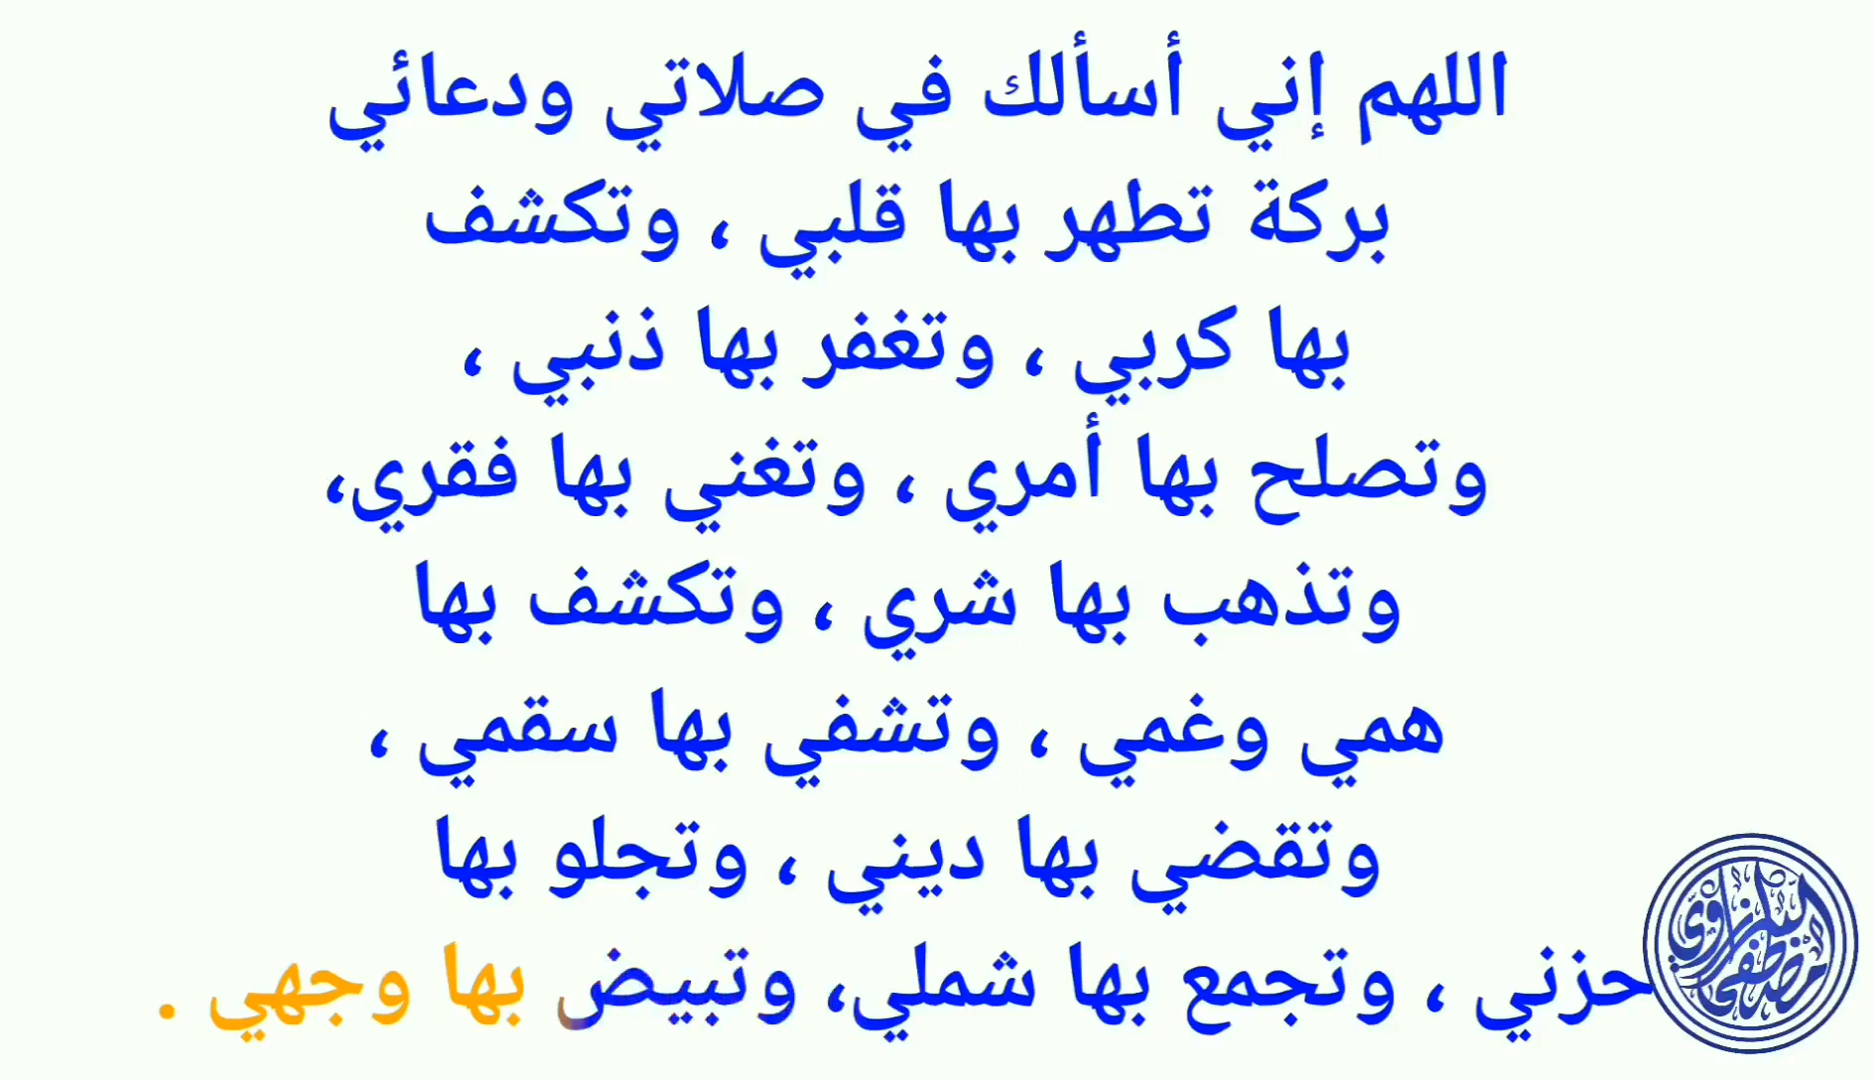 اللهم إني أسألك في صلاتي ودعائي
بركة تطهر بها قلبي ، وتكشف
بها كربي ، وتغفر بها ذنبي ،
وتصلح بها أمري ، وتغني بها فقري،
وتذهب بها شري ، وتكشف بها
همي وغمي ، وتشفي بها سقمي ،
وتقضي بها ديني ، وتجلو بها
حزني ، وتجمع بها شملي، وتبيض بها وجهي .